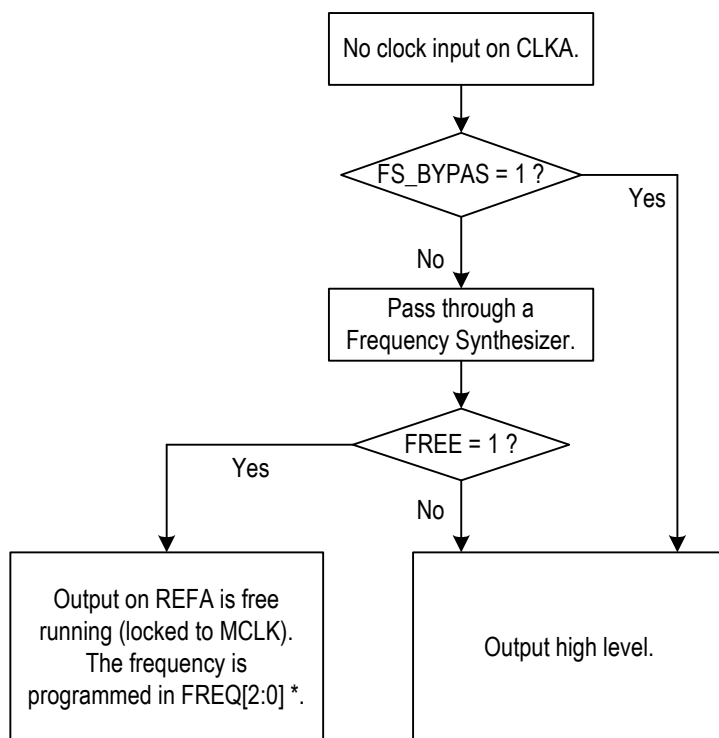 No clock input on CLKA.
FS_BYPAS = 1 ?
Yes
No
Pass through a
Frequency Synthesizer.
FREE = 1 ?
Yes
No
Output on REFA is free
running (locked to MCLK).
The frequency is
programmed in FREQ[2:0] *.
Output high level.